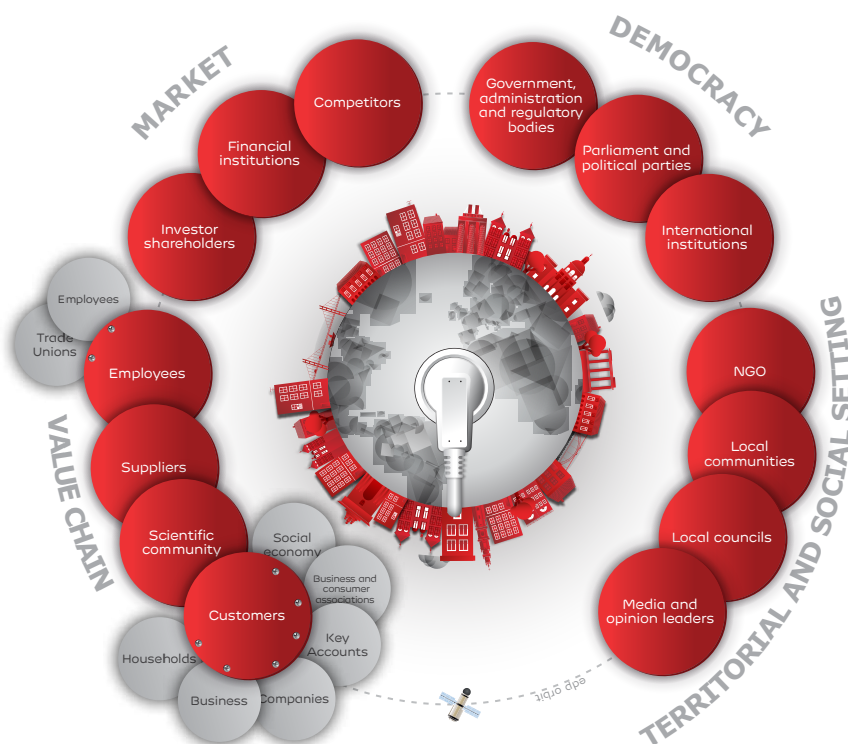 MARKET
DEMOCRACY
Competitors
Financial
institutions
Investor
shareholders
Government,
administration
and regulatory
bodies
Parliament and
political parties
International
institutions
Employees
Trade
Unions
Employees
Suppliers
Scientific
community
Customers
VALUE CHAIN
Social
economy
Business and
consumer
associations
Key
Accounts
Companies
Business
Households
NGO
Local
communities
Local councils
Media and
opinion leaders
TERRITORIAL AND SOCIAL SETTING
edp orbit